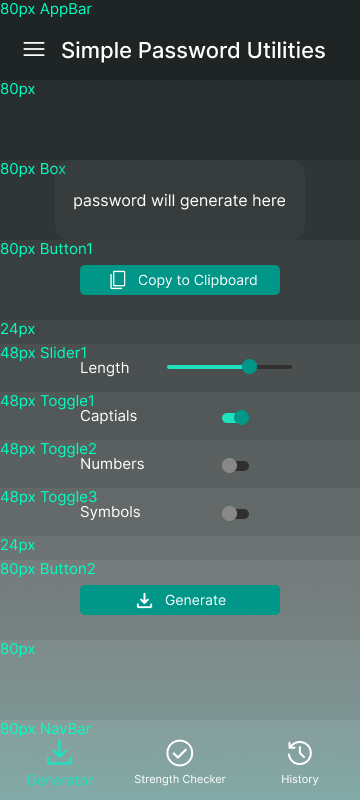 80px AppBar
Simple Password Utilities
80px
80px Box
password will generate here
80px Button1
Copy to Clipboard
24px
48px Slider1
Length
48px Toggle1
Captials
48px Toggle2
Numbers
48px Toggle3
Symbols
24px
80px Button2
Generate
80px
80px NavBar
Generator
Strength Checker
History